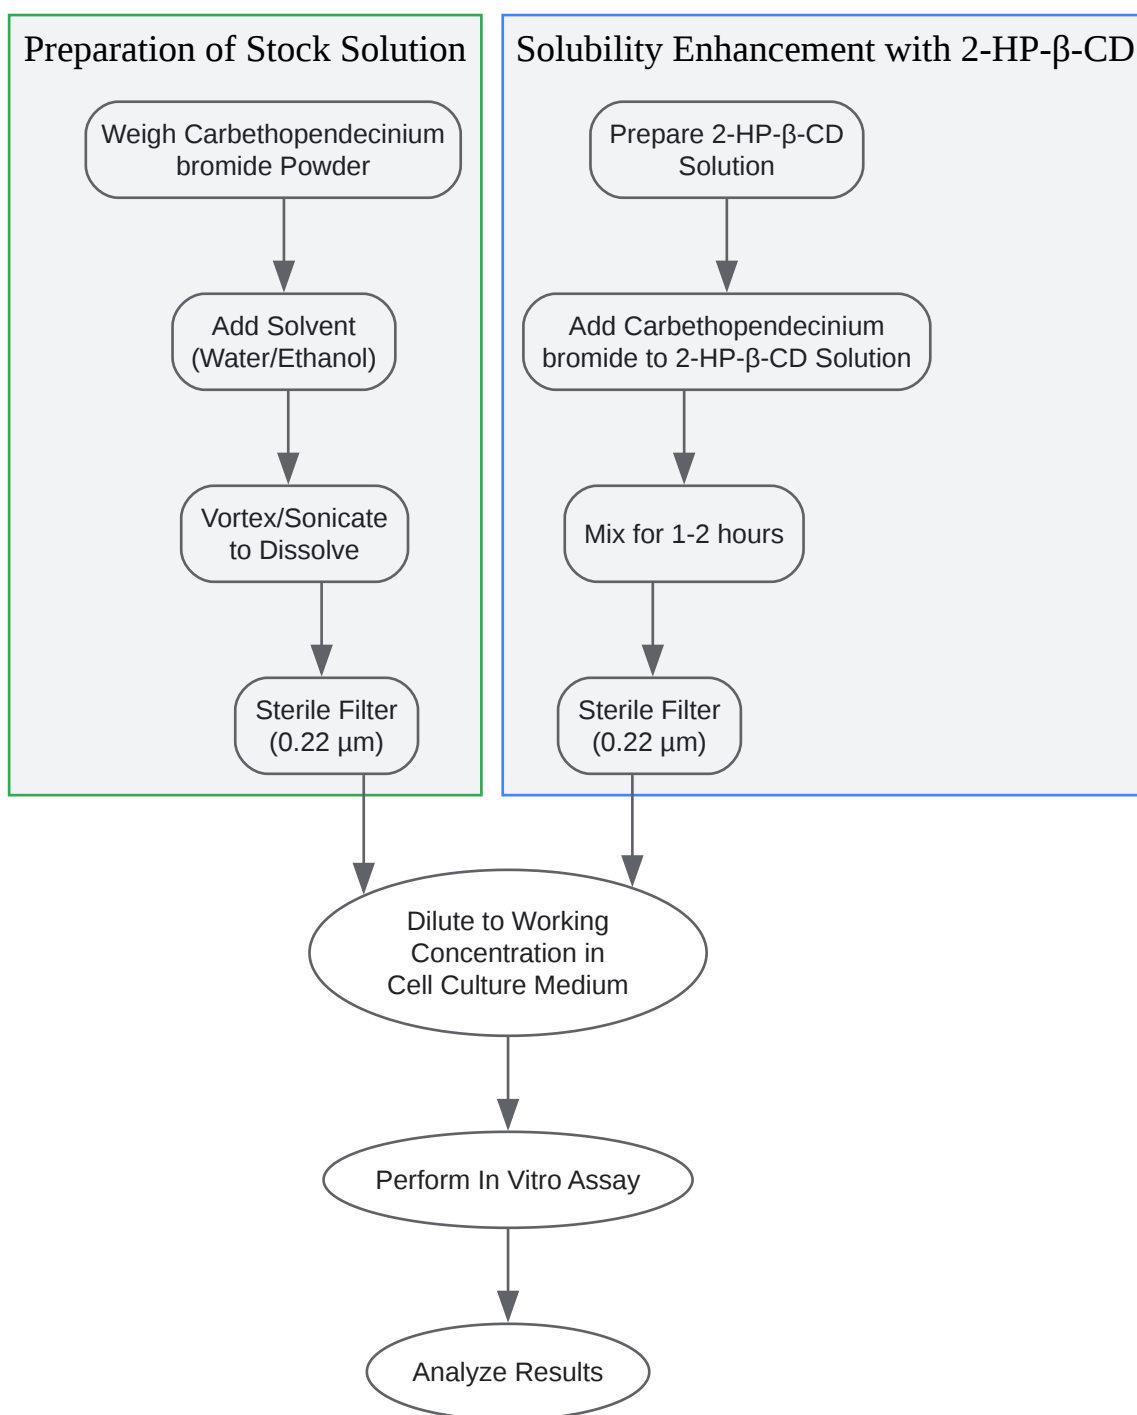 Preparation of Stock Solution
Weigh Carbethopendecinium
bromide Powder
Add Solvent
(Water/Ethanol)
Vortex/Sonicate
to Dissolve
Sterile Filter
(0.22 µm)
Solubility Enhancement with 2-HP-β-CD
Prepare 2-HP-β-CD
Solution
Add Carbethopendecinium
bromide to 2-HP-β-CD Solution
Mix for 1-2 hours
Sterile Filter
(0.22 µm)
Dilute to Working
Concentration in
Cell Culture Medium
Perform In Vitro Assay
Analyze Results